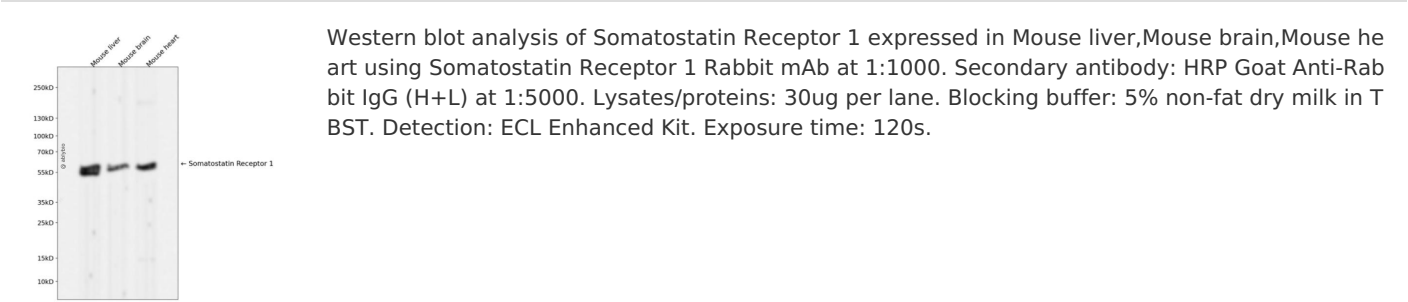 Mouse liver
Mouse brain
Mouse heart
Western blot analysis of Somatostatin Receptor 1 expressed in Mouse liver,Mouse brain,Mouse he
art using Somatostatin Receptor 1 Rabbit mAb at 1:1000. Secondary antibody: HRP Goat Anti-Rab
bit IgG (H+L) at 1:5000. Lysates/proteins: 30ug per lane. Blocking buffer: 5% non-fat dry milk in T
BST. Detection: ECL Enhanced Kit. Exposure time: 120s.
250kD
130kD
100kD
70kD
55kD
35kD
25kD
15kD
10kD
← Somatostatin Receptor 1